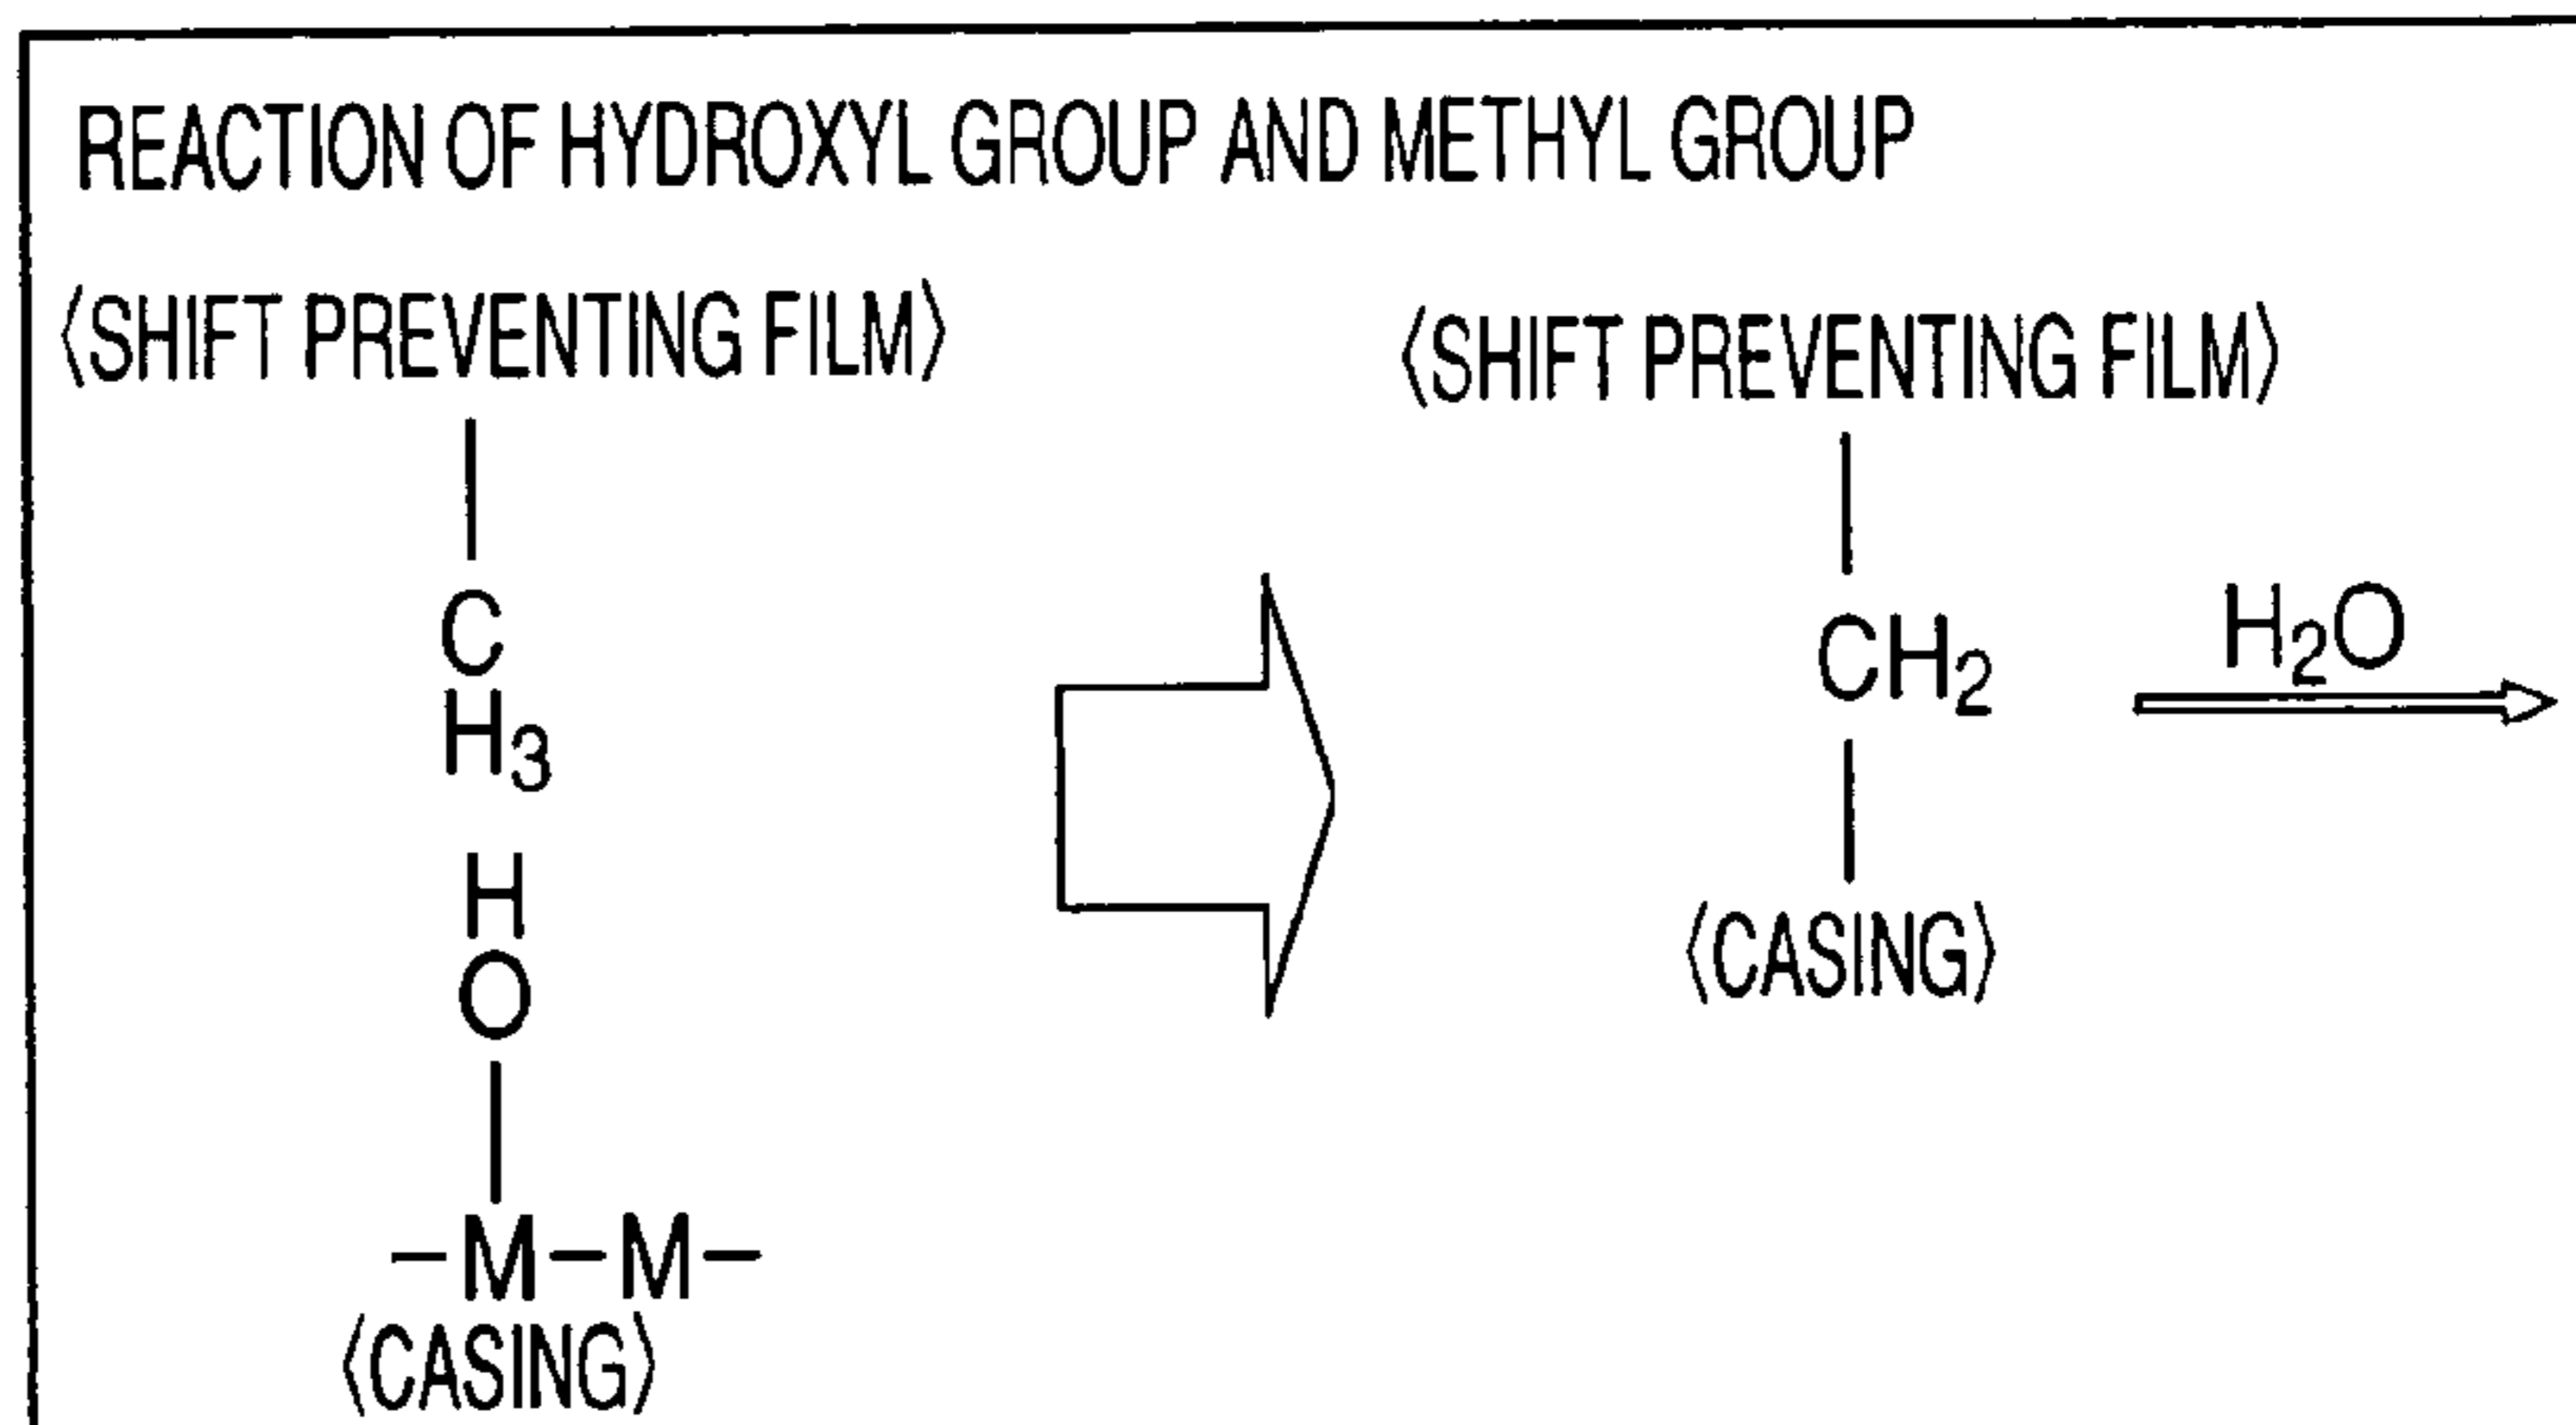 REACTION OF HYDROXYL GROUP AND METHYL GROUP
⟨SHIFT PREVENTING FILM⟩
C
H3
H
O
–M–M–
⟨CASING⟩
⟨SHIFT PREVENTING FILM⟩
CH2
⟨CASING⟩
H2O